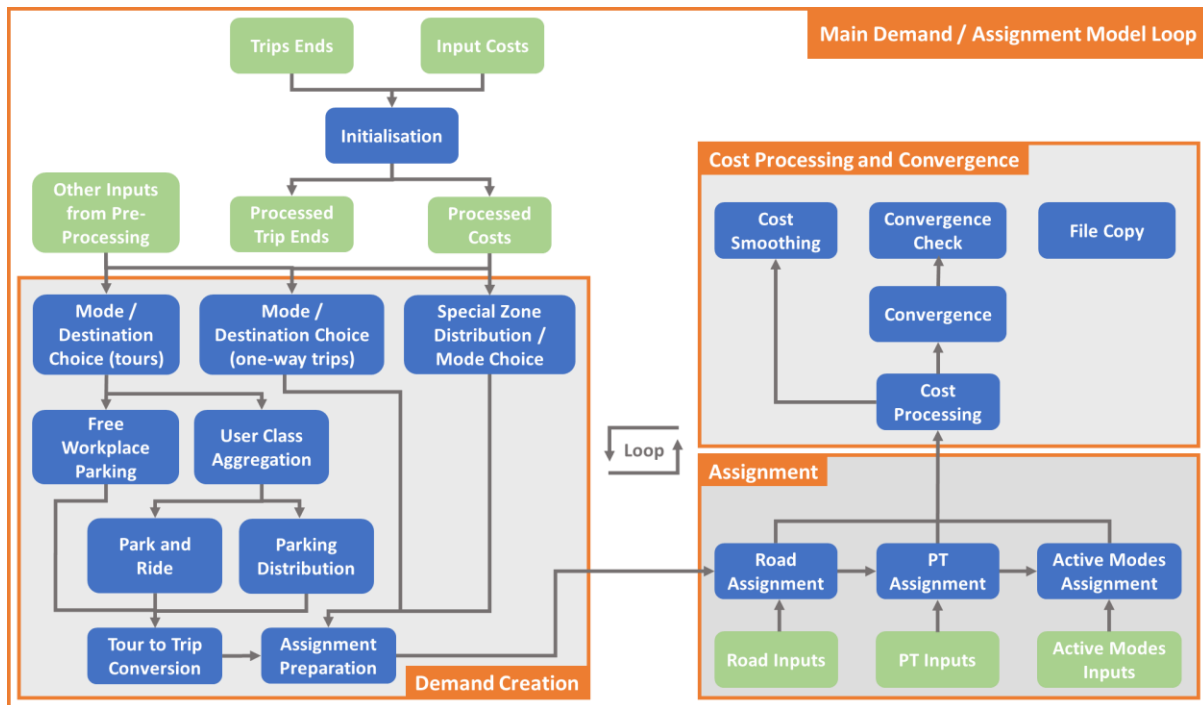 Main Demand / Assignment Model Loop
Trips Ends
Input Costs
Initialisation
Other Inputs
from Pre-
Processing
Processed
Trip Ends
Processed
Costs
Mode /
Destination
Choice (tours)
Mode /
Destination Choice
(one-way trips)
Special Zone
Distribution /
Mode Choice
Free
Workplace
Parking
User Class
Aggregation
Park and
Ride
Parking
Distribution
Tour to Trip
Conversion
Assignment
Preparation
Demand Creation
Loop
Cost Processing and Convergence
Cost
Smoothing
Convergence
Check
File Copy
Convergence
Cost
Processing
Assignment
Road
Assignment
PT
Assignment
Active Modes
Assignment
Road Inputs
PT Inputs
Active Modes
Inputs